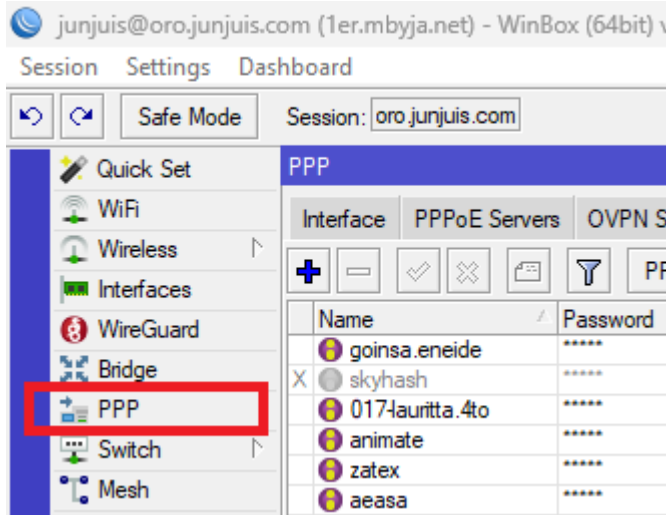 junjuis@oro.junjuis.com (1er.mbyja.net) - WinBox (64bit) v
Session Settings Dashboard
Safe Mode Session: oro.junjuis.com
Quick Set
WiFi
Wireless
Interfaces
WireGuard
Bridge
PPP
Switch
Mesh
PPP
Interface PPPoE Servers OVPN S
PF
Name Password
goinsa.eneide *****
X skyhash *****
017-lauritta.4to *****
animate *****
zatex *****
aeasa *****